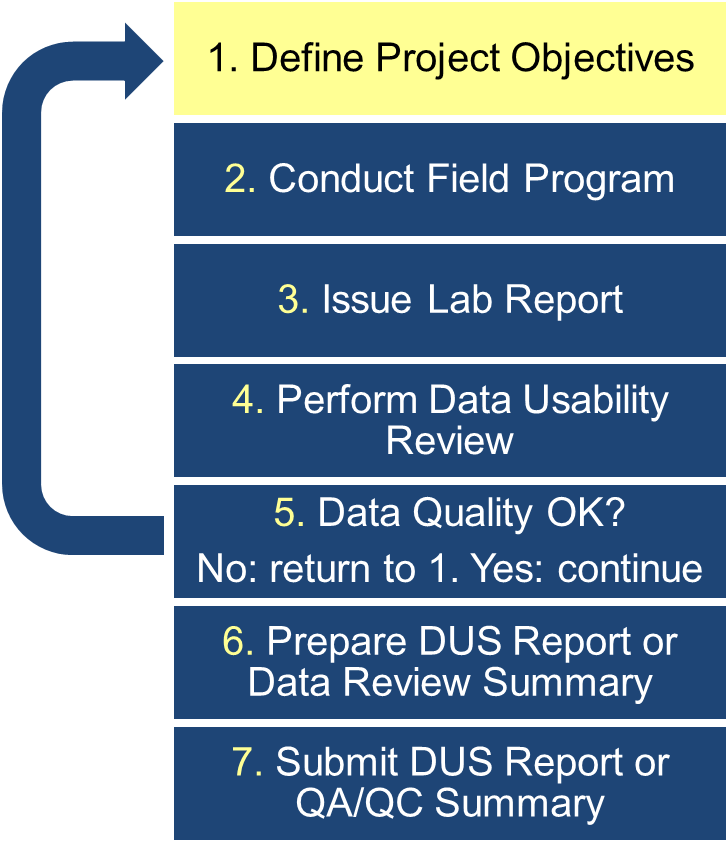 1. Define Project Objectives
2. Conduct Field Program
3. Issue Lab Report
4. Perform Data Usability
Review
5. Data Quality OK?
No: return to 1. Yes: continue
6. Prepare DUS Report or
Data Review Summary
7. Submit DUS Report or
QA/QC Summary